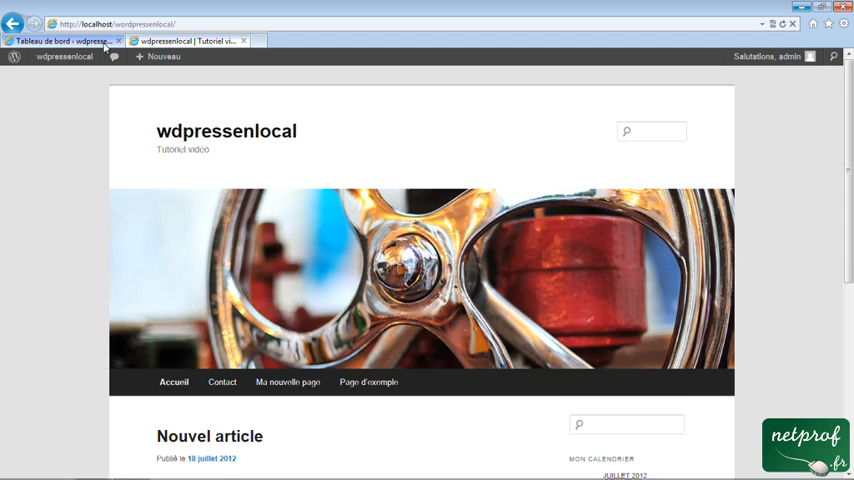 http://localhost/wordpressenlocal/
Tableau de bord ‹ wdpresse...
wdpressenlocal | Tutoriel vi...
wdpressenlocal
Nouveau
Salutations, admin
wdpressenlocal
Tutoriel vidéo
Accueil
Contact
Ma nouvelle page
Page d'exemple
Nouvel article
Publié le 18 juillet 2012
MON CALENDRIER
JUILLET 2012
netprof
.fr